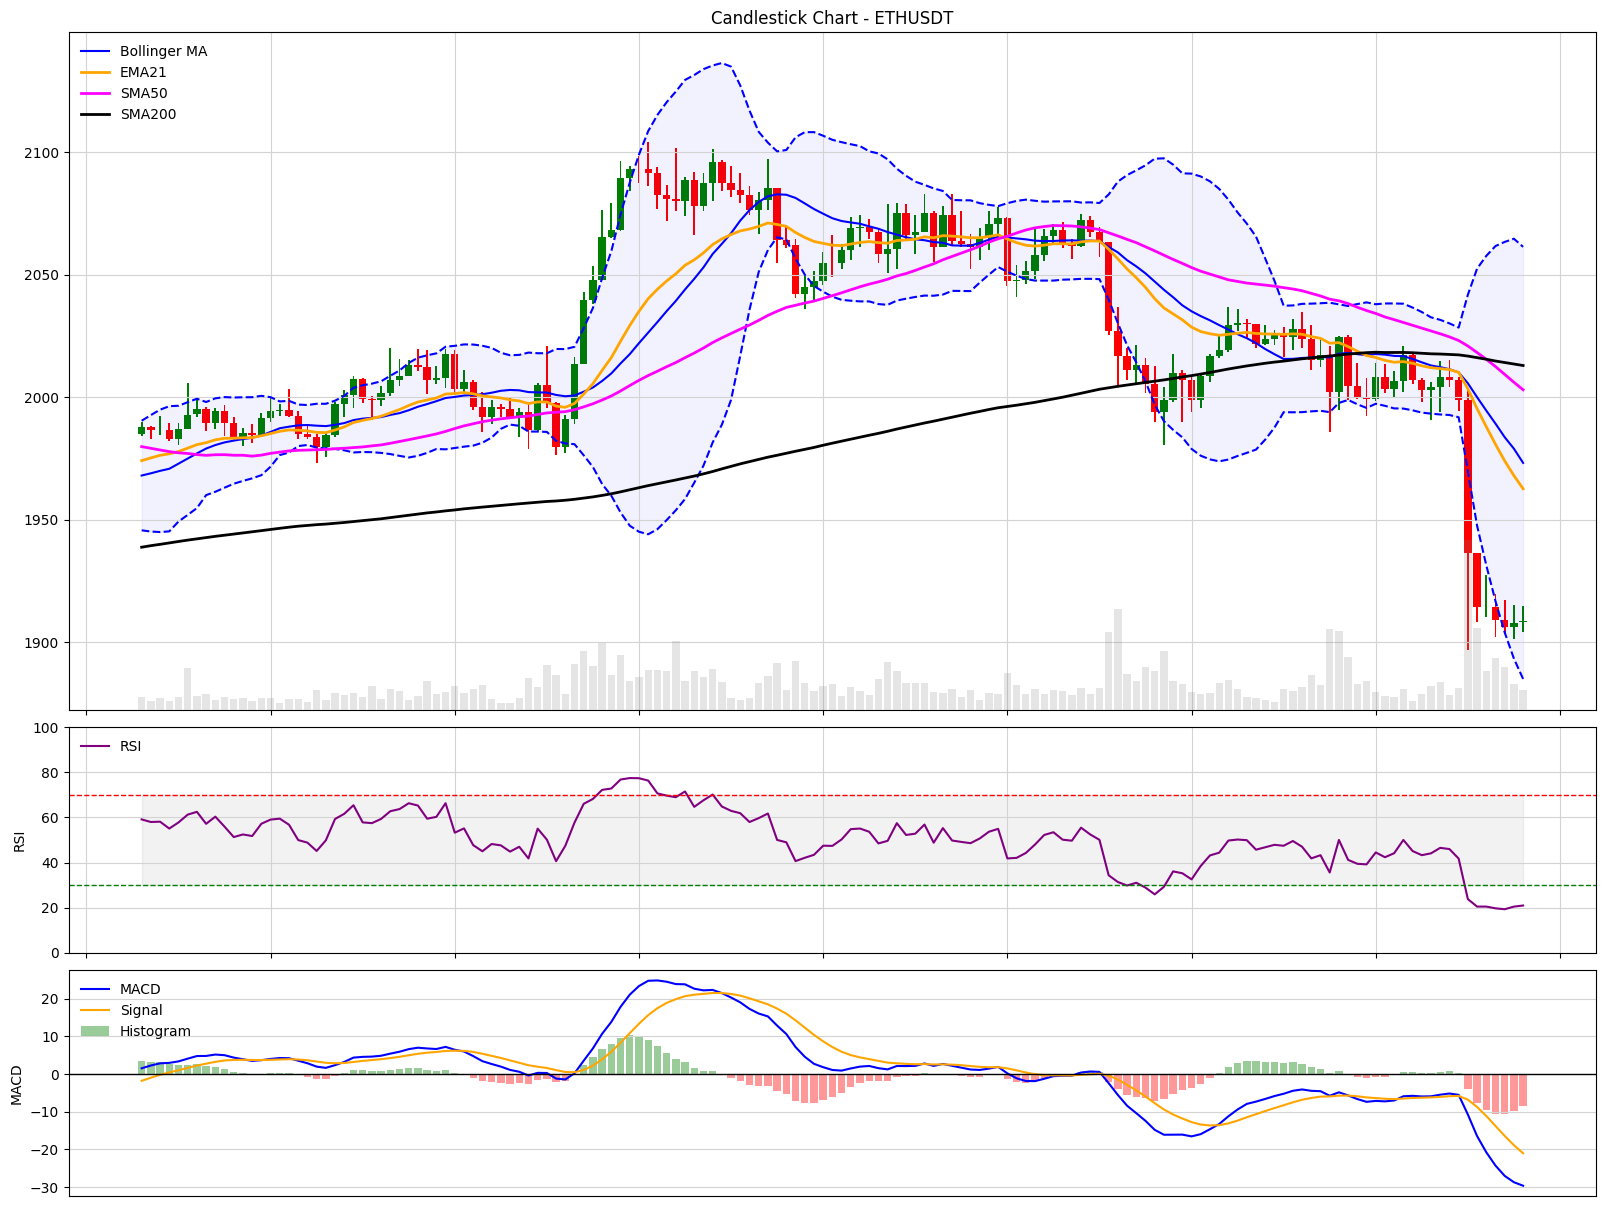 Candlestick Chart - ETHUSDT
Bollinger MA
EMA21
SMA50
SMA200
2100
2050
2000
1950
1900
RSI
100
80
60
40
20
0
RSI
MACD
Signal
Histogram
20
10
0
−10
−20
−30
MACD